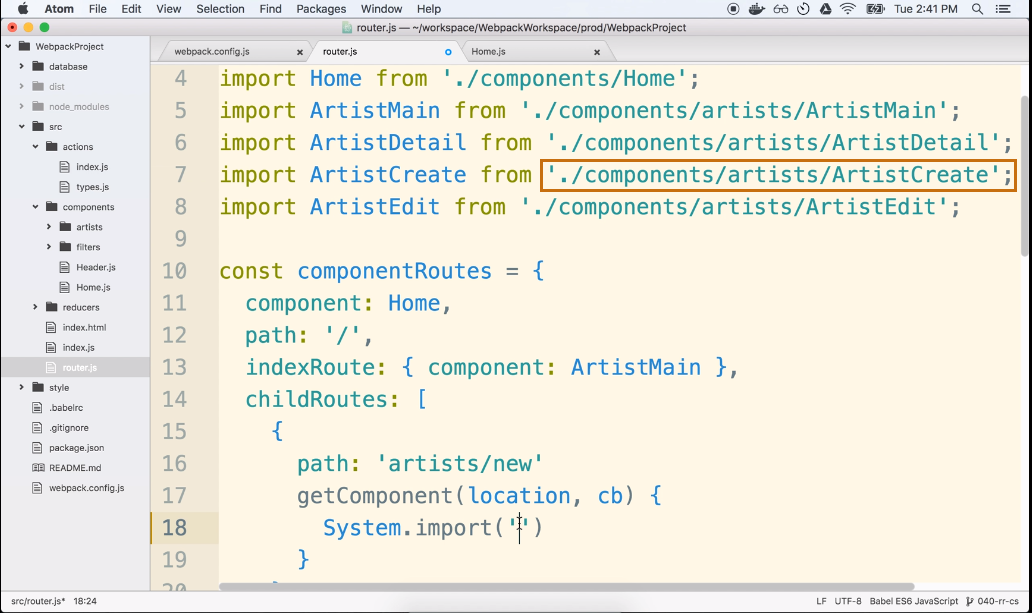 Atom File Edit View Selection Find Packages Window Help Tue 2:41 PM
router.js — ~/workspace/WebpackWorkspace/prod/WebpackProject
WebpackProject
database
dist
node_modules
src
actions
index.js
types.js
components
artists
filters
Header.js
Home.js
reducers
index.html
index.js
router.js
style
.babelrc
.gitignore
package.json
README.md
webpack.config.js
webpack.config.js router.js Home.js
4 import Home from './components/Home';
5 import ArtistMain from './components/artists/ArtistMain';
6 import ArtistDetail from './components/artists/ArtistDetail';
7 import ArtistCreate from './components/artists/ArtistCreate';
8 import ArtistEdit from './components/artists/ArtistEdit';
9
10 const componentRoutes = {
11 component: Home,
12 path: '/',
13 indexRoute: { component: ArtistMain },
14 childRoutes: [
15 {
16 path: 'artists/new'
17 getComponent(location, cb) {
18 System.import('')
19 }
20
src/router.js* 18:24 LF UTF-8 Babel ES6 JavaScript 040-rr-cs